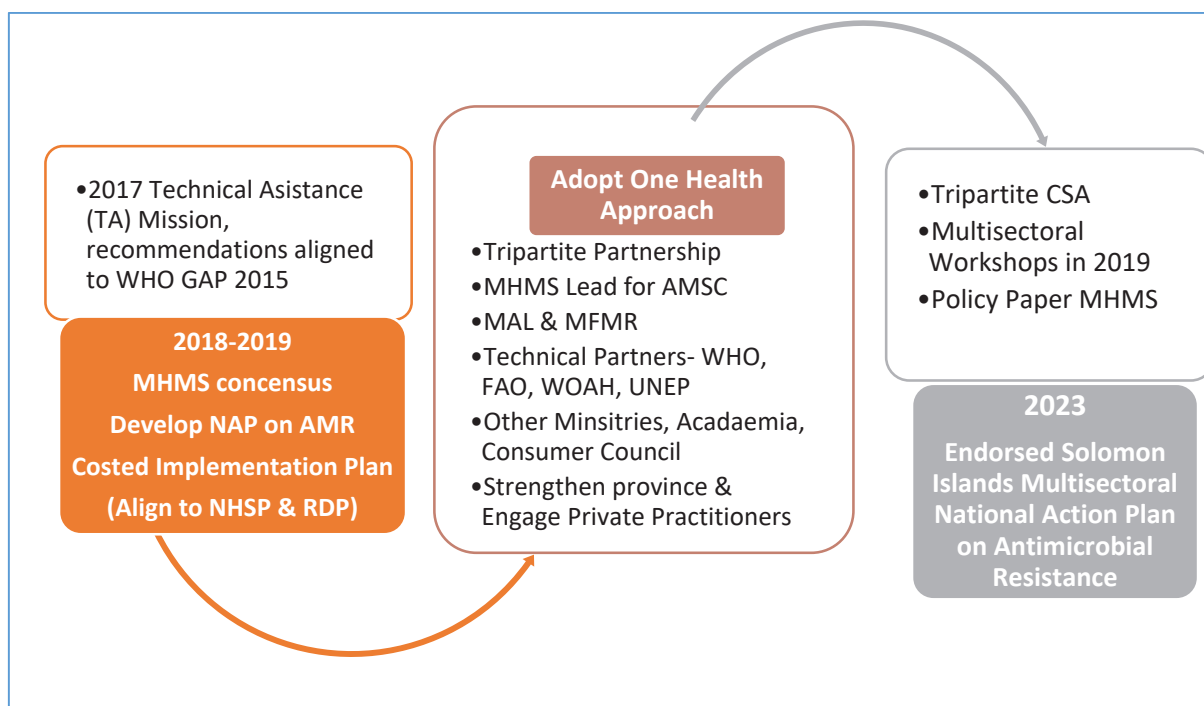 •2017 Technical Asistance
(TA) Mission,
recommendations aligned
to WHO GAP 2015
2018-2019
MHMS concensus
Develop NAP on AMR
Costed Implementation Plan
(Align to NHSP & RDP)
Adopt One Health
Approach
•Tripartite Partnership
•MHMS Lead for AMSC
•MAL & MFMR
•Technical Partners- WHO,
FAO, WOAH, UNEP
•Other Minsitries, Acadaemia,
Consumer Council
•Strengthen province &
Engage Private Practitioners
•Tripartite CSA
•Multisectoral
Workshops in 2019
•Policy Paper MHMS
2023
Endorsed Solomon
Islands Multisectoral
National Action Plan
on Antimicrobial
Resistance